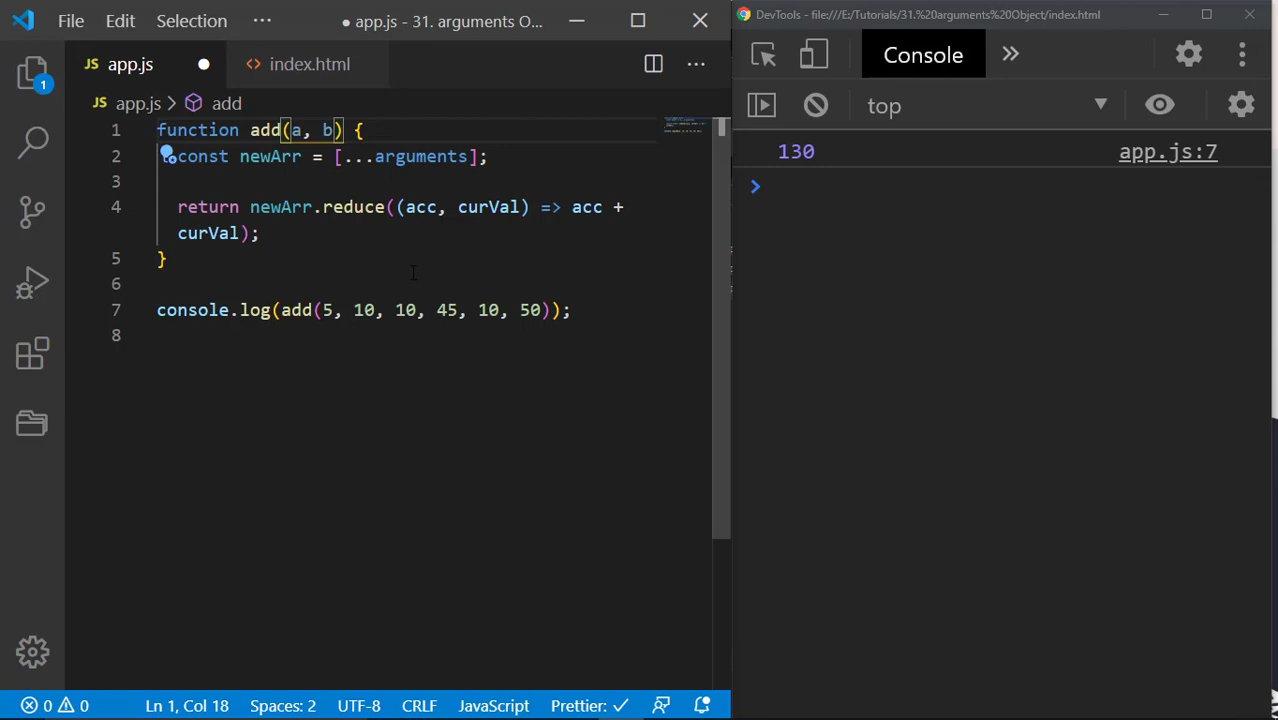 File Edit Selection ··· ● app.js - 31. arguments O...
JS app.js ● <> index.html ···
JS app.js > add
1 function add(a, b) {
2 const newArr = [...arguments];
3
4 return newArr.reduce((acc, curVal) => acc +
curVal);
5 }
6
7 console.log(add(5, 10, 10, 45, 10, 50));
8
1
0 0 Ln 1, Col 18 Spaces: 2 UTF-8 CRLF JavaScript Prettier: ✓
DevTools - file:///E:/Tutorials/31.%20arguments%20Object/index.html
Console »
top ▼
130 app.js:7
>